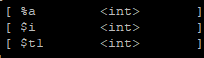 [ %a <int> ]
[ $i <int> ]
[ $tl <int> ]